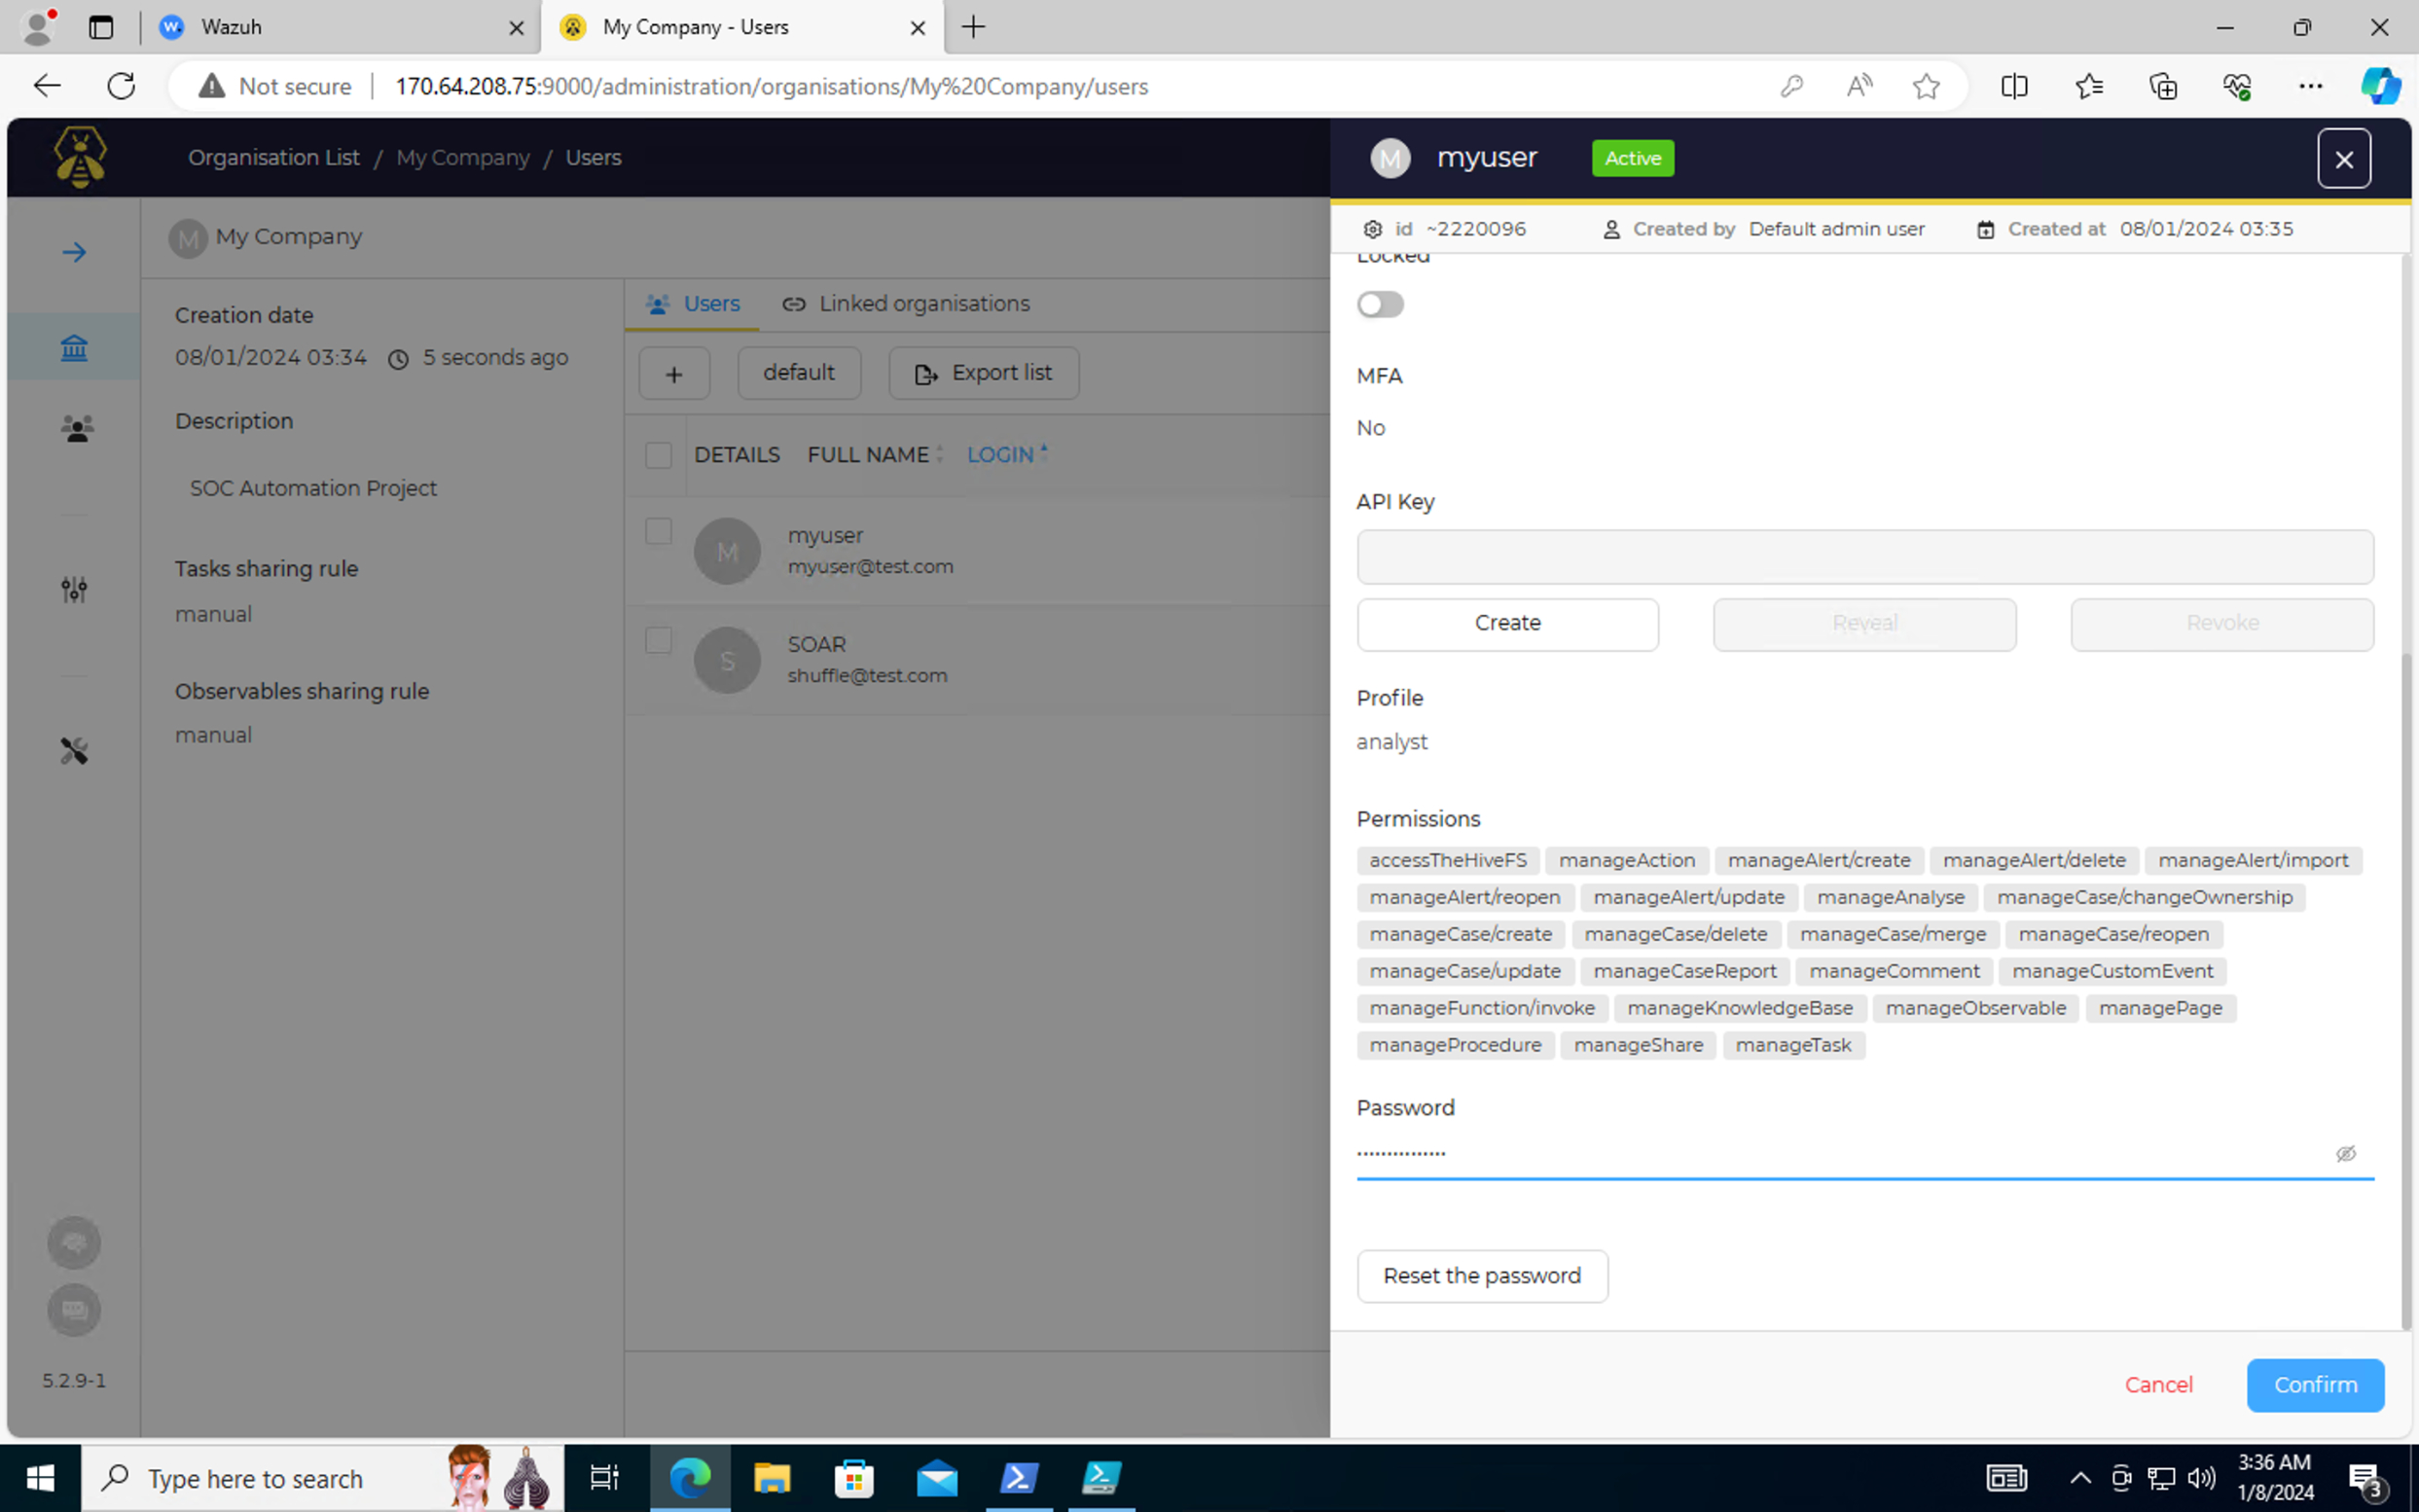 Wazuh
My Company - Users
Not secure
170.64.208.75:9000/administration/organisations/My%20Company/users
Organisation List / My Company / Users
M myuser Active
id ~2220096 Created by Default admin user Created at 08/01/2024 03:35
M My Company
Creation date
08/01/2024 03:34 5 seconds ago
Description
SOC Automation Project
Tasks sharing rule
manual
Observables sharing rule
manual
5.2.9-1
Users Linked organisations
+ default Export list
DETAILS FULL NAME LOGIN
M myuser
myuser@test.com
S SOAR
shuffle@test.com
Locked
MFA
No
API Key
Create Reveal Revoke
Profile
analyst
Permissions
accessTheHiveFS manageAction manageAlert/create manageAlert/delete manageAlert/import
manageAlert/reopen manageAlert/update manageAnalyse manageCase/changeOwnership
manageCase/create manageCase/delete manageCase/merge manageCase/reopen
manageCase/update manageCaseReport manageComment manageCustomEvent
manageFunction/invoke manageKnowledgeBase manageObservable managePage
manageProcedure manageShare manageTask
Password
•••••••••••••••
Reset the password
Cancel Confirm
Type here to search
3:36 AM
1/8/2024
3